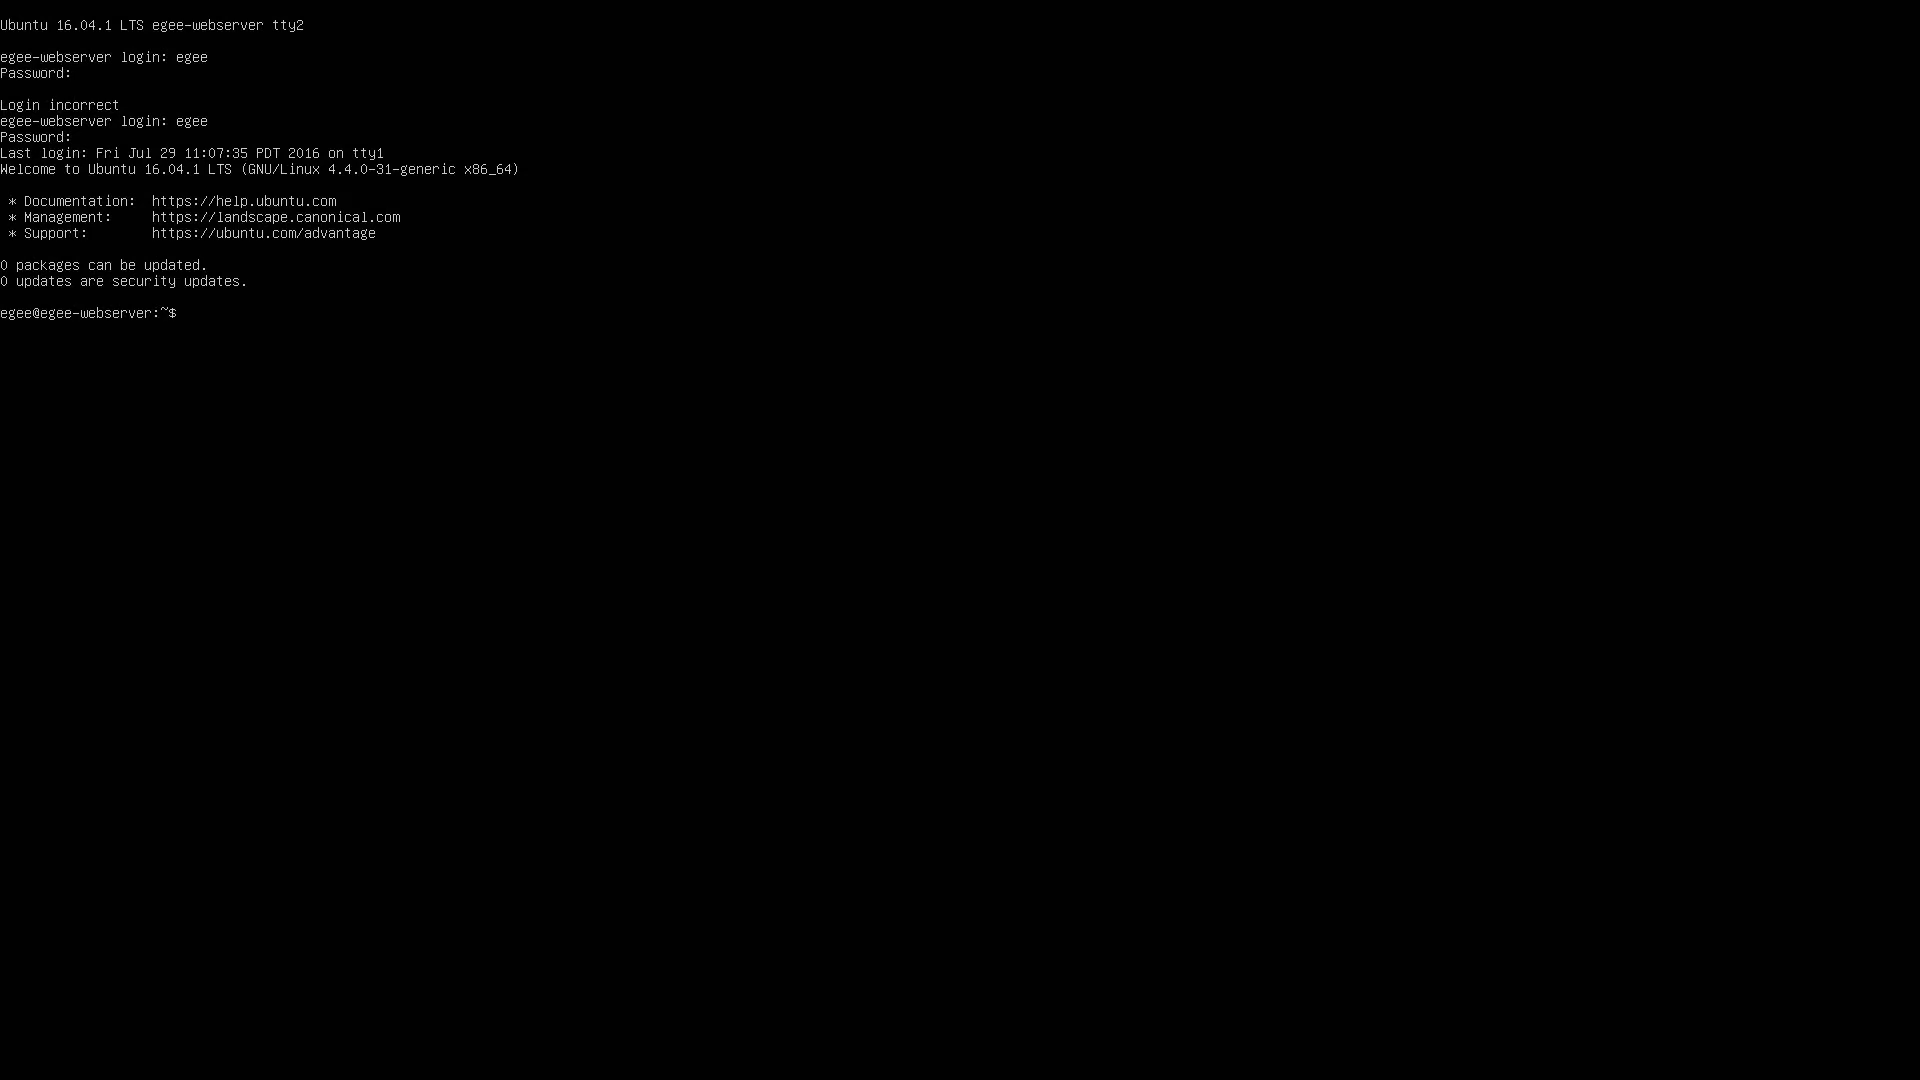 Ubuntu 16.04.1 LTS egee-webserver tty2
egee-webserver login: egee
Password:
Login incorrect
egee-webserver login: egee
Password:
Last login: Fri Jul 29 11:07:35 PDT 2016 on tty1
Welcome to Ubuntu 16.04.1 LTS (GNU/Linux 4.4.0-31-generic x86_64)
* Documentation:  https://help.ubuntu.com
* Management:     https://landscape.canonical.com
* Support:        https://ubuntu.com/advantage
0 packages can be updated.
0 updates are security updates.
egee@egee-webserver:~$